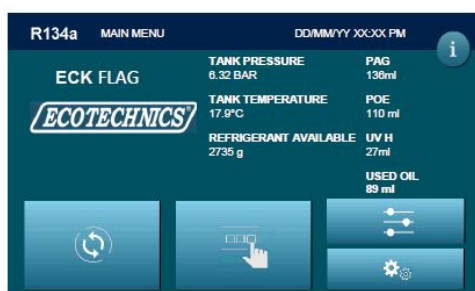 R134a MAIN MENU DD/MM/YY XX:XX PM
i
ECK FLAG
ECOTECHNICS
TANK PRESSURE
6.32 BAR
TANK TEMPERATURE
17.9°C
REFRIGERANT AVAILABLE
2735 g
PAG
136ml
POE
110 ml
UV H
27ml
USED OIL
89 ml